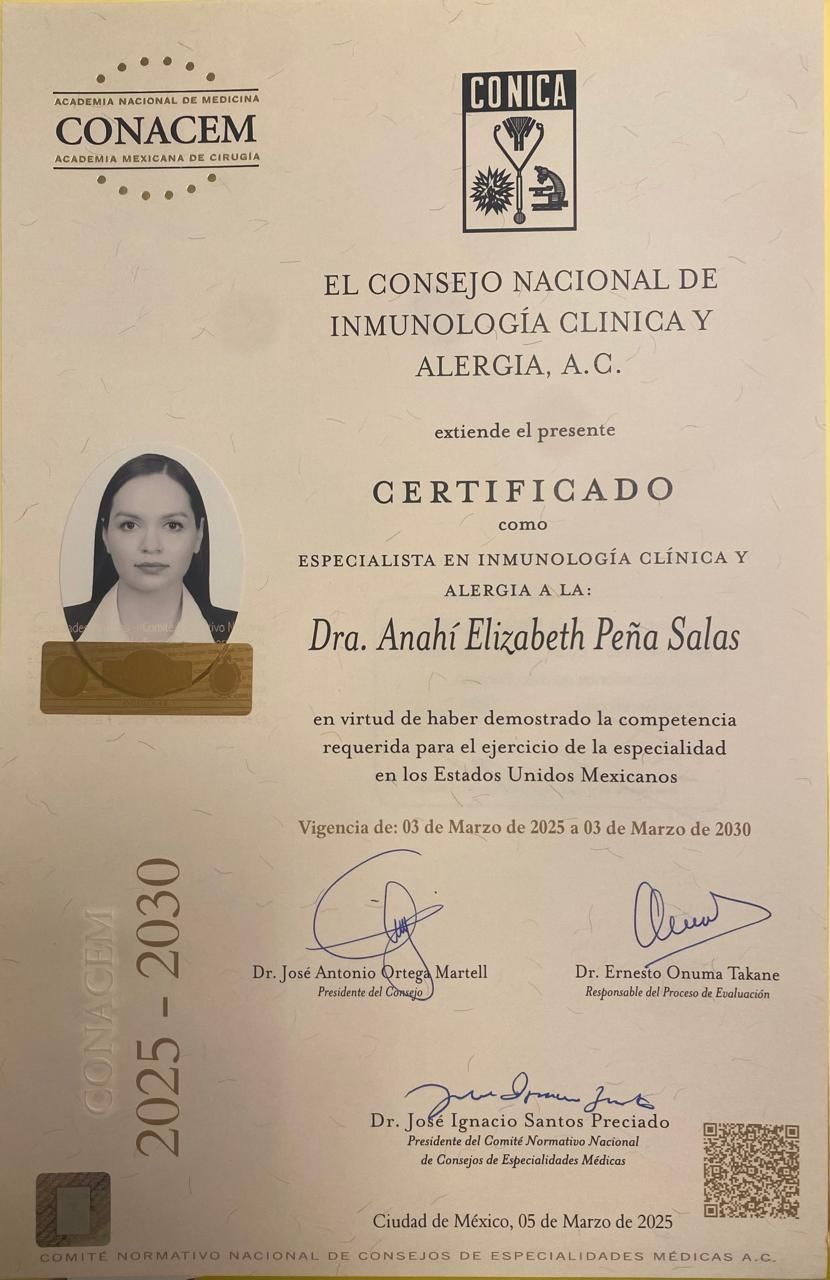 ACADEMIA NACIONAL DE MEDICINA
CONACEM
ACADEMIA MEXICANA DE CIRUGÍA
CONICA
EL CONSEJO NACIONAL DE
INMUNOLOGÍA CLINICA Y
ALERGIA, A.C.
extiende el presente
CERTIFICADO
como
ESPECIALISTA EN INMUNOLOGÍA CLÍNICA Y
ALERGIA A LA:
Dra. Anahí Elizabeth Peña Salas
en virtud de haber demostrado la competencia
requerida para el ejercicio de la especialidad
en los Estados Unidos Mexicanos
Vigencia de: 03 de Marzo de 2025 a 03 de Marzo de 2030
CONACEM
2025 - 2030
Dr. José Antonio Ortega Martell
Presidente del Consejo
Dr. Ernesto Onuma Takane
Responsable del Proceso de Evaluación
Dr. José Ignacio Santos Preciado
Presidente del Comité Normativo Nacional
de Consejos de Especialidades Médicas
Ciudad de México, 05 de Marzo de 2025
COMITÉ NORMATIVO NACIONAL DE CONSEJOS DE ESPECIALIDADES MÉDICAS A.C.